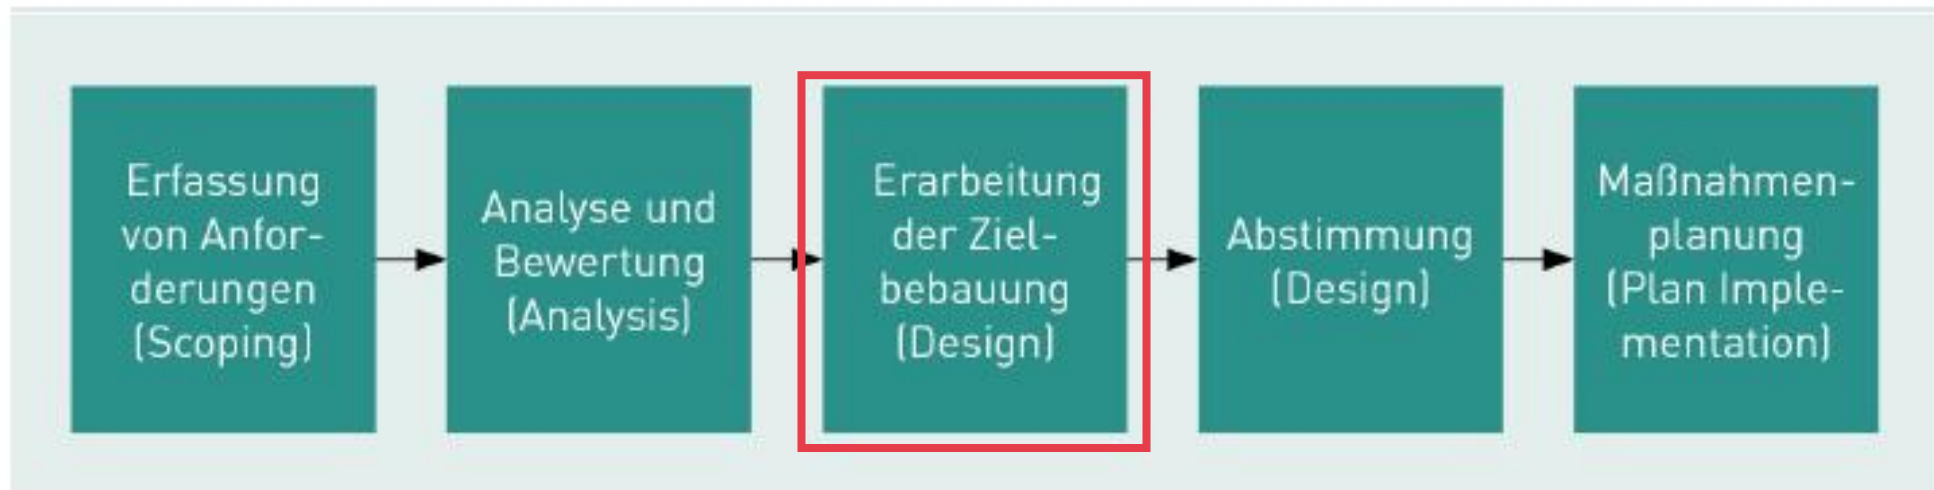 Erfassung
von Anfor-
derungen
(Scoping)
Analyse und
Bewertung
(Analysis)
Erarbeitung
der Ziel-
bebauung
(Design)
Abstimmung
(Design)
Maßnahmen-
planung
(Plan Imple-
mentation)